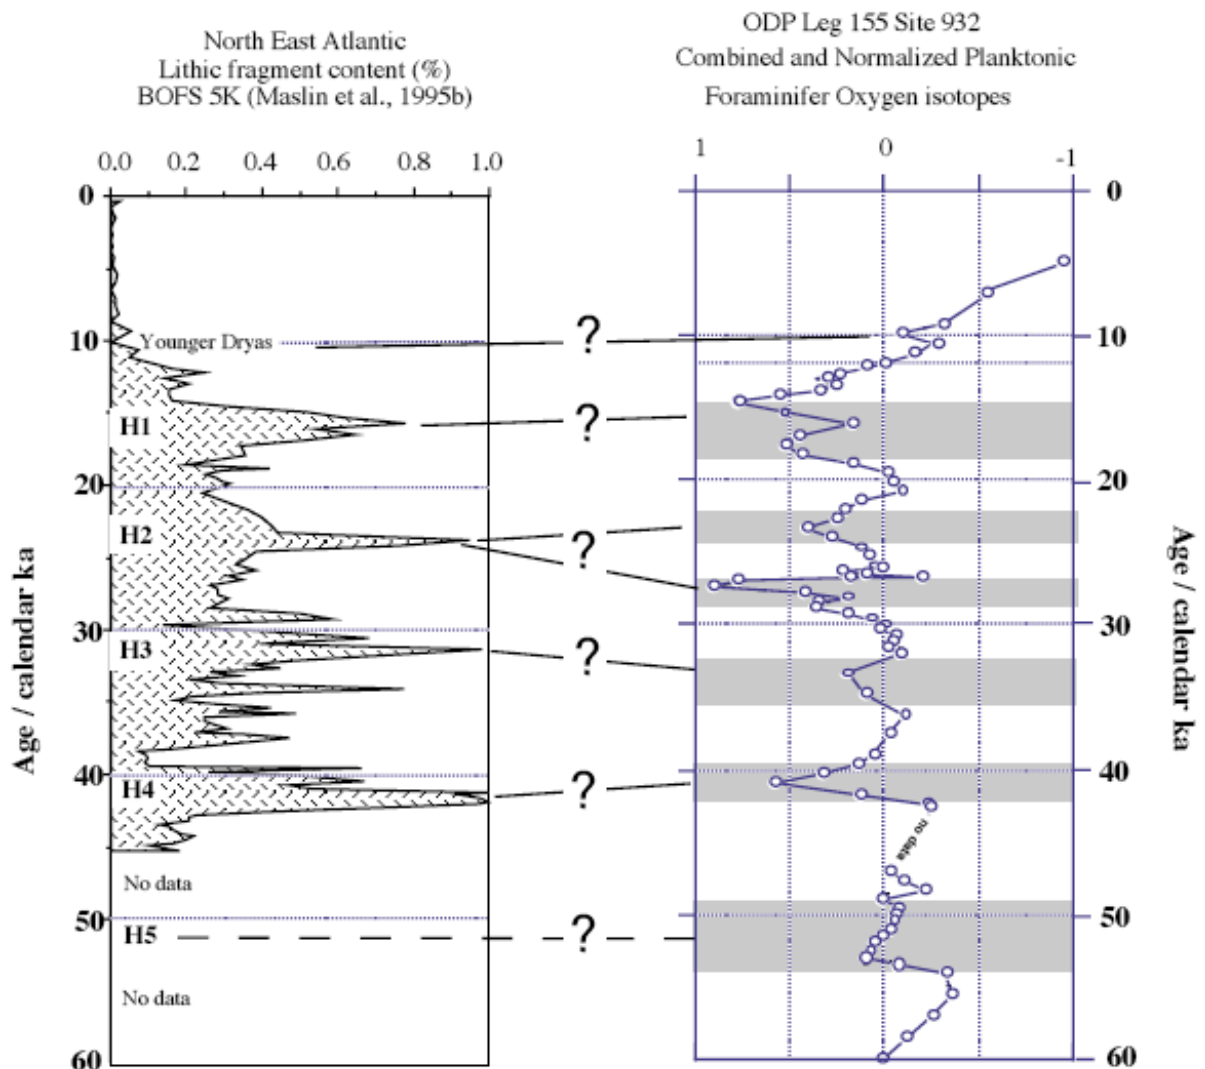 North East Atlantic
Lithic fragment content (%)
BOFS 5K (Maslin et al., 1995b)
ODP Leg 155 Site 932
Combined and Normalized Planktonic
Foraminifer Oxygen isotopes
0.0 0.2 0.4 0.6 0.8 1.0
1 0 -1
0
10
20
30
40
50
60
Age / calendar ka
Younger Dryas
H1
H2
H3
H4
No data
H5
No data
?
?
?
?
?
?
no data
0
10
20
30
40
50
60
Age / calendar ka